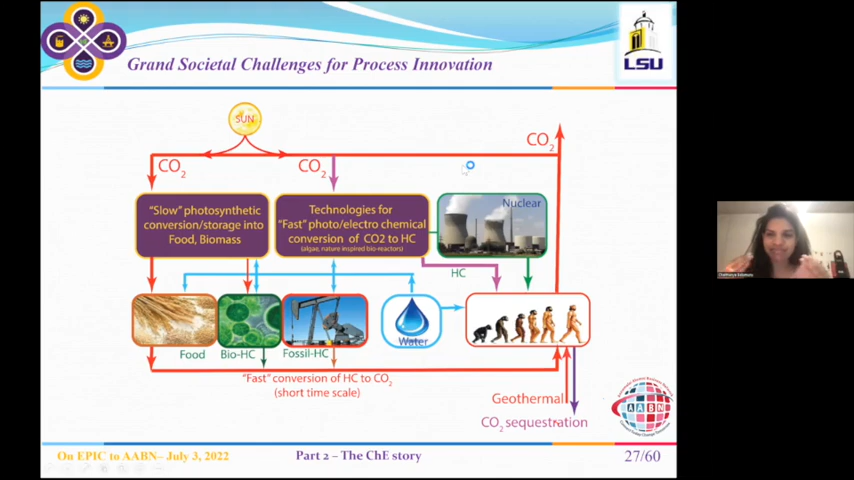 Grand Societal Challenges for Process Innovation
LSU
SUN
CO2
CO2
CO2
"Slow" photosynthetic
conversion/storage into
Food, Biomass
Technologies for
"Fast" photo/electro chemical
conversion of CO2 to HC
(algae, nature inspired bio-reactors)
Nuclear
HC
Water
Food
Bio-HC
Fossil-HC
"Fast" conversion of HC to CO2
(short time scale)
Geothermal
CO2 sequestration
AABN
On EPIC to AABN– July 3, 2022
Part 2 – The ChE story
27/60